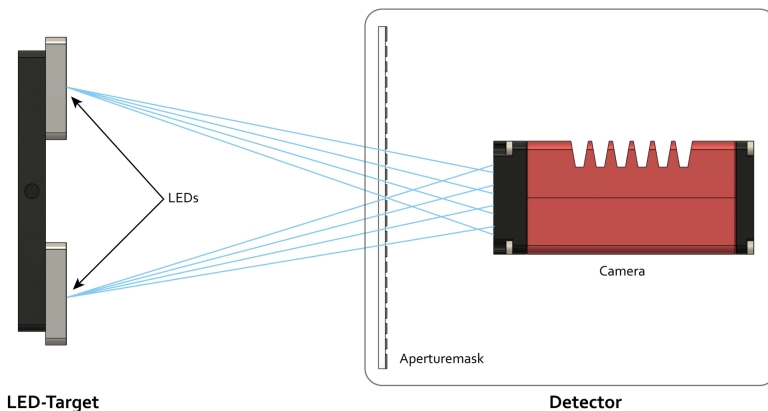 LEDs
Camera
Aperturemask
LED-Target
Detector